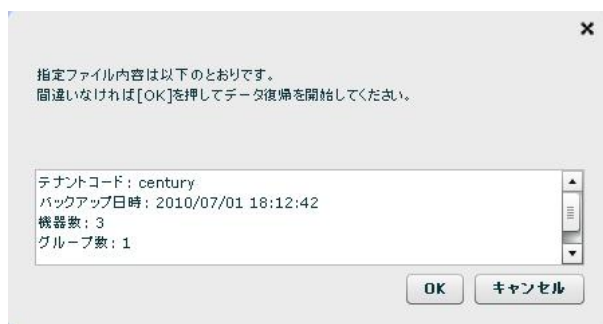 指定ファイル内容は以下のとおりです。
間違いなければ[OK]を押してデータ復帰を開始してください。
テナントコード: century
バックアップ日時: 2010/07/01 18:12:42
機器数: 3
グループ数: 1
OK キャンセル